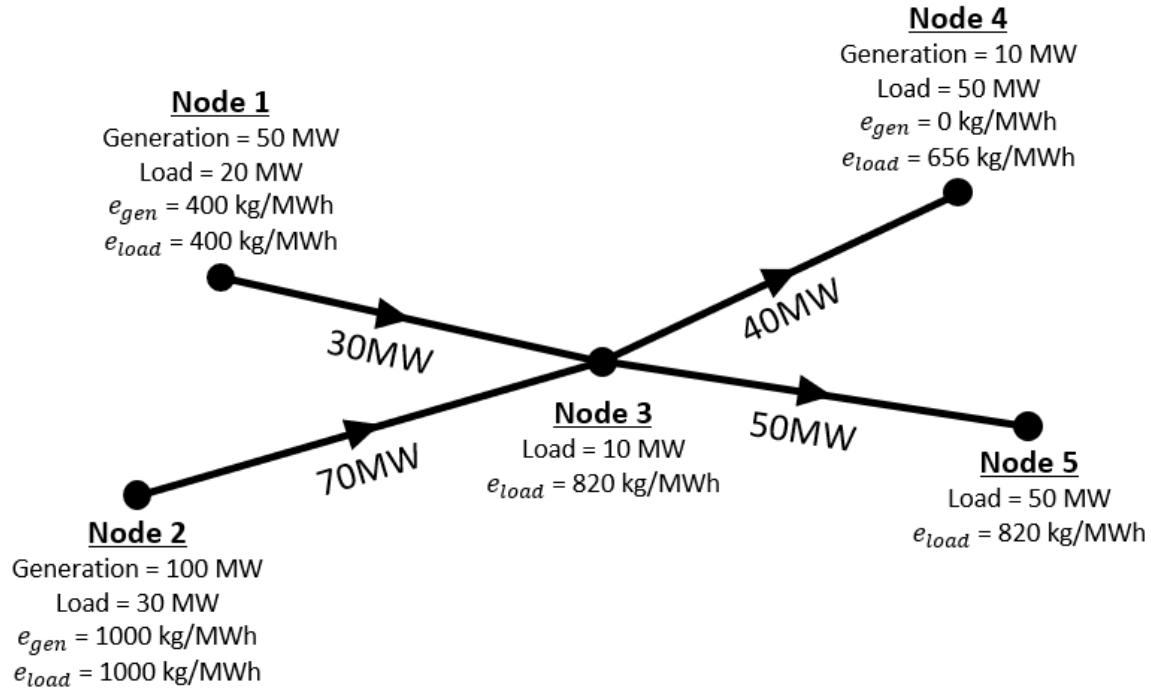 Node 4
Generation = 10 MW
Load = 50 MW
e_gen = 0 kg/MWh
e_load = 656 kg/MWh
Node 1
Generation = 50 MW
Load = 20 MW
e_gen = 400 kg/MWh
e_load = 400 kg/MWh
30MW
40MW
Node 3
Load = 10 MW
e_load = 820 kg/MWh
50MW
70MW
Node 5
Load = 50 MW
e_load = 820 kg/MWh
Node 2
Generation = 100 MW
Load = 30 MW
e_gen = 1000 kg/MWh
e_load = 1000 kg/MWh